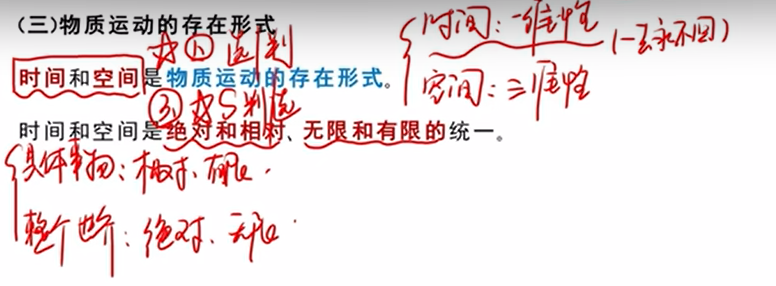 (三)物质运动的存在形式
☆① 选判
时间:一维性(一去永不回)
时间和空间是物质运动的存在形式。
空间:三维性
时间和空间是绝对和相对、无限和有限的统一。
具体事物:相对、有限.
整个世界:绝对、无限.